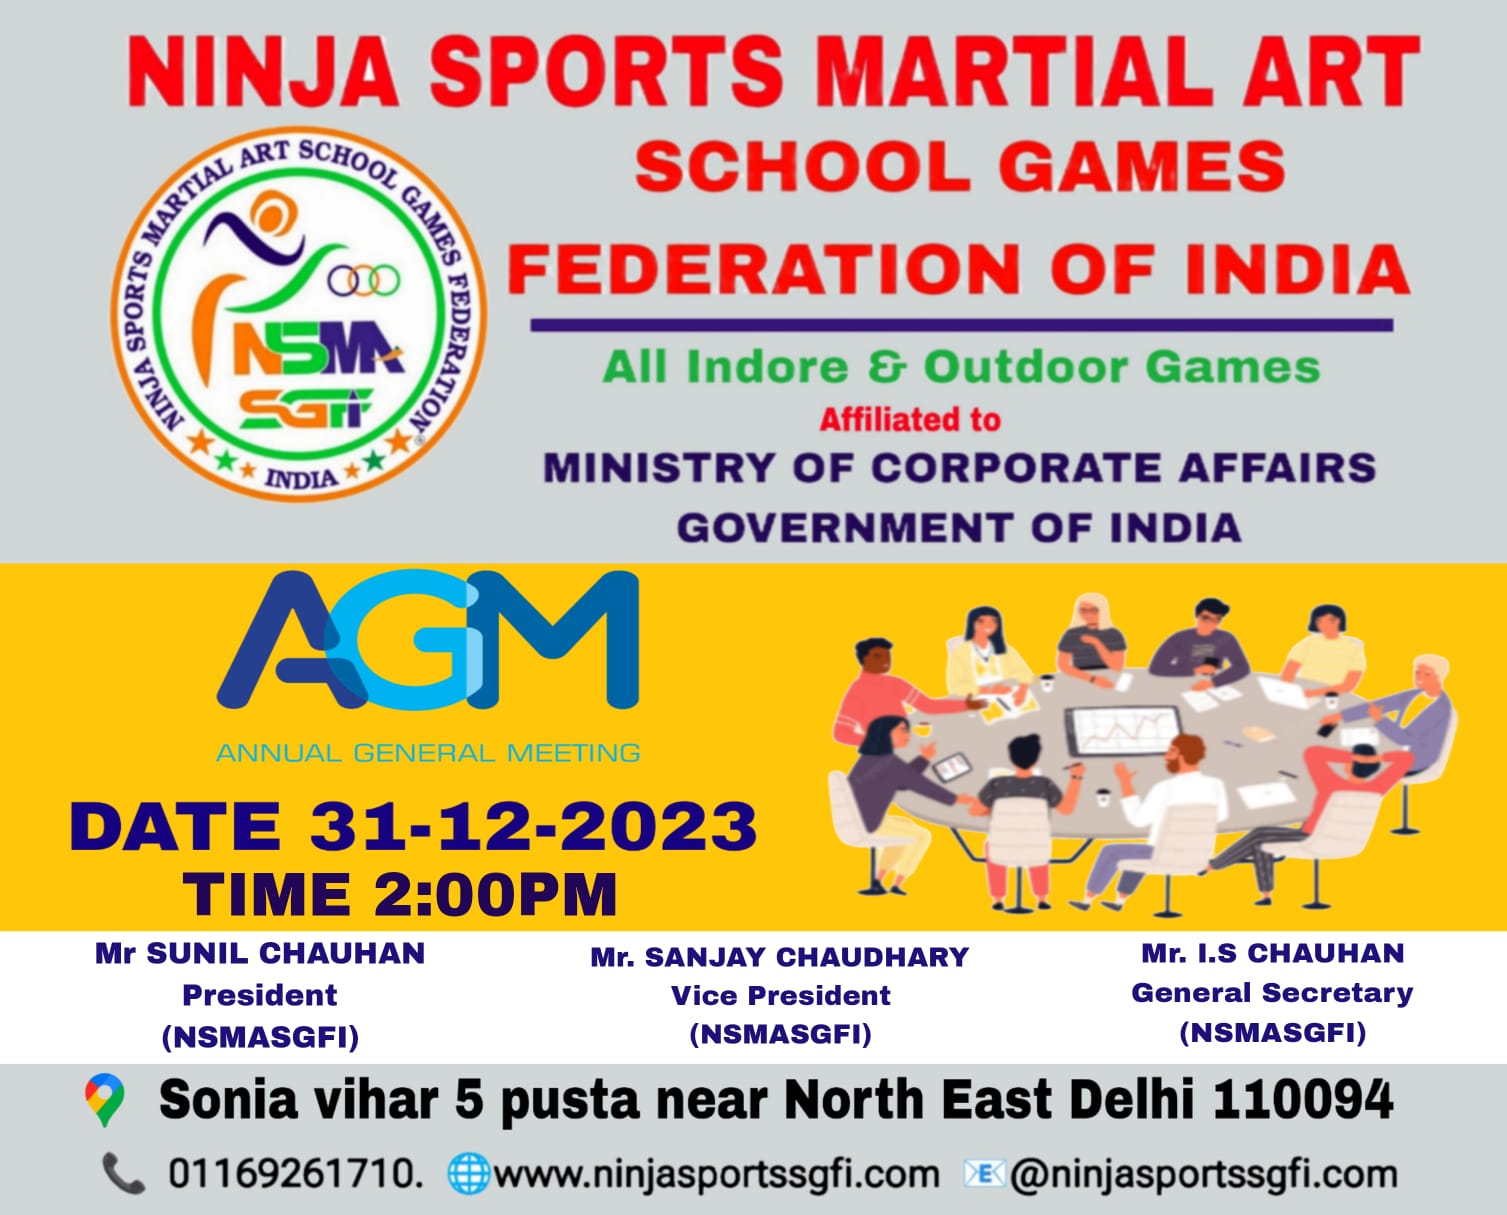 NINJA SPORTS MARTIAL ART
SCHOOL GAMES
FEDERATION OF INDIA
NINJA SPORTS MARTIAL ART SCHOOL GAMES FEDERATION
NSMA
SGFI
INDIA
All Indore & Outdoor Games
Affiliated to
MINISTRY OF CORPORATE AFFAIRS
GOVERNMENT OF INDIA
AGM
ANNUAL GENERAL MEETING
DATE 31-12-2023
TIME 2:00PM
Mr SUNIL CHAUHAN
President
(NSMASGFI)
Mr. SANJAY CHAUDHARY
Vice President
(NSMASGFI)
Mr. I.S CHAUHAN
General Secretary
(NSMASGFI)
Sonia vihar 5 pusta near North East Delhi 110094
01169261710. www.ninjasportssgfi.com @ninjasportssgfi.com